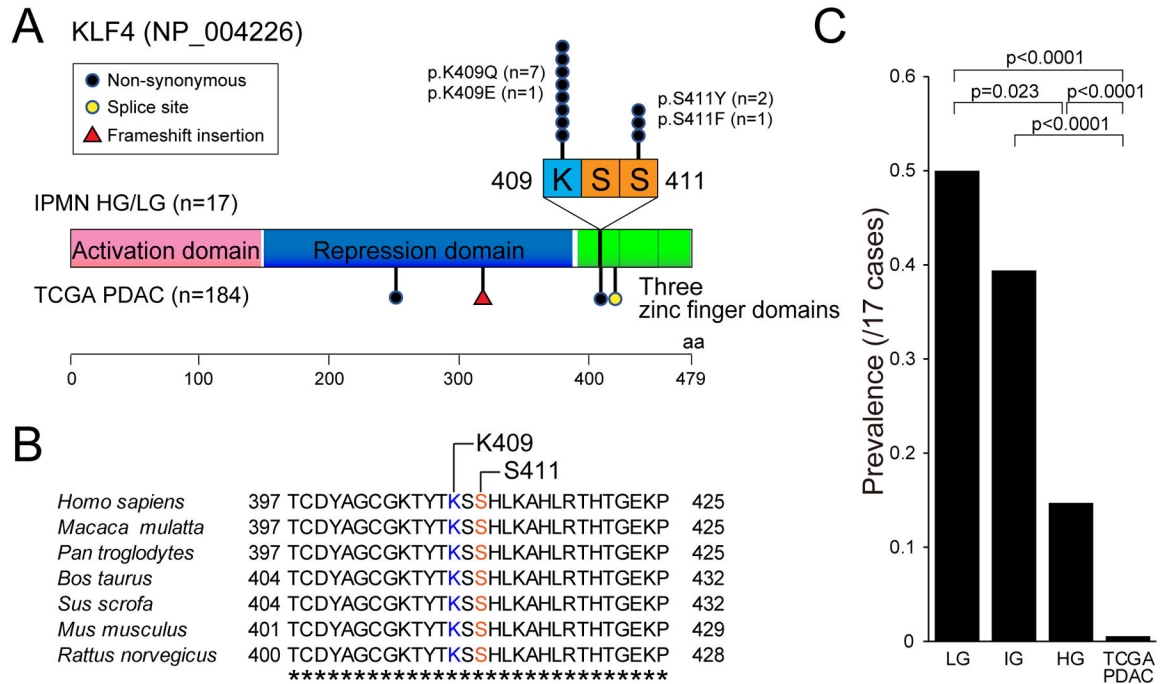 A
KLF4 (NP_004226)
Non-synonymous
Splice site
Frameshift insertion
p.K409Q (n=7)
p.K409E (n=1)
p.S411Y (n=2)
p.S411F (n=1)
409 K S S 411
IPMN HG/LG (n=17)
Activation domain Repression domain
TCGA PDAC (n=184)
Three
zinc finger domains
aa
0 100 200 300 400 479
B
K409
S411
Homo sapiens 397 TCDYAGCGKTYTKSSHLKAHLRTHTGEKP 425
Macaca mulatta 397 TCDYAGCGKTYTKSSHLKAHLRTHTGEKP 425
Pan troglodytes 397 TCDYAGCGKTYTKSSHLKAHLRTHTGEKP 425
Bos taurus 404 TCDYAGCGKTYTKSSHLKAHLRTHTGEKP 432
Sus scrofa 404 TCDYAGCGKTYTKSSHLKAHLRTHTGEKP 432
Mus musculus 401 TCDYAGCGKTYTKSSHLKAHLRTHTGEKP 429
Rattus norvegicus 400 TCDYAGCGKTYTKSSHLKAHLRTHTGEKP 428
*****************************
C
p<0.0001
p=0.023 p<0.0001
p<0.0001
Prevalence (/17 cases)
0.6
0.5
0.4
0.3
0.2
0.1
0
LG IG HG TCGA
PDAC